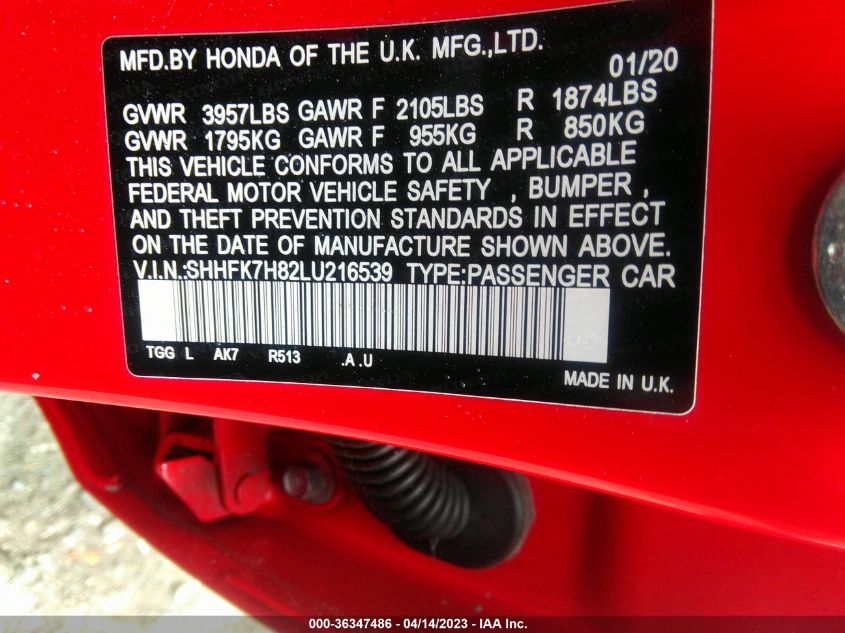 MFD.BY HONDA OF THE U.K. MFG.,LTD.
01/20
GVWR 3957LBS GAWR F 2105LBS R 1874LBS
GVWR 1795KG GAWR F 955KG R 850KG
THIS VEHICLE CONFORMS TO ALL APPLICABLE
FEDERAL MOTOR VEHICLE SAFETY , BUMPER ,
AND THEFT PREVENTION STANDARDS IN EFFECT
ON THE DATE OF MANUFACTURE SHOWN ABOVE.
V.I.N.:SHHFK7H82LU216539 TYPE:PASSENGER CAR
TGG L AK7 R513 .A .U
MADE IN U.K.
000-36347486 - 04/14/2023 - IAA Inc.